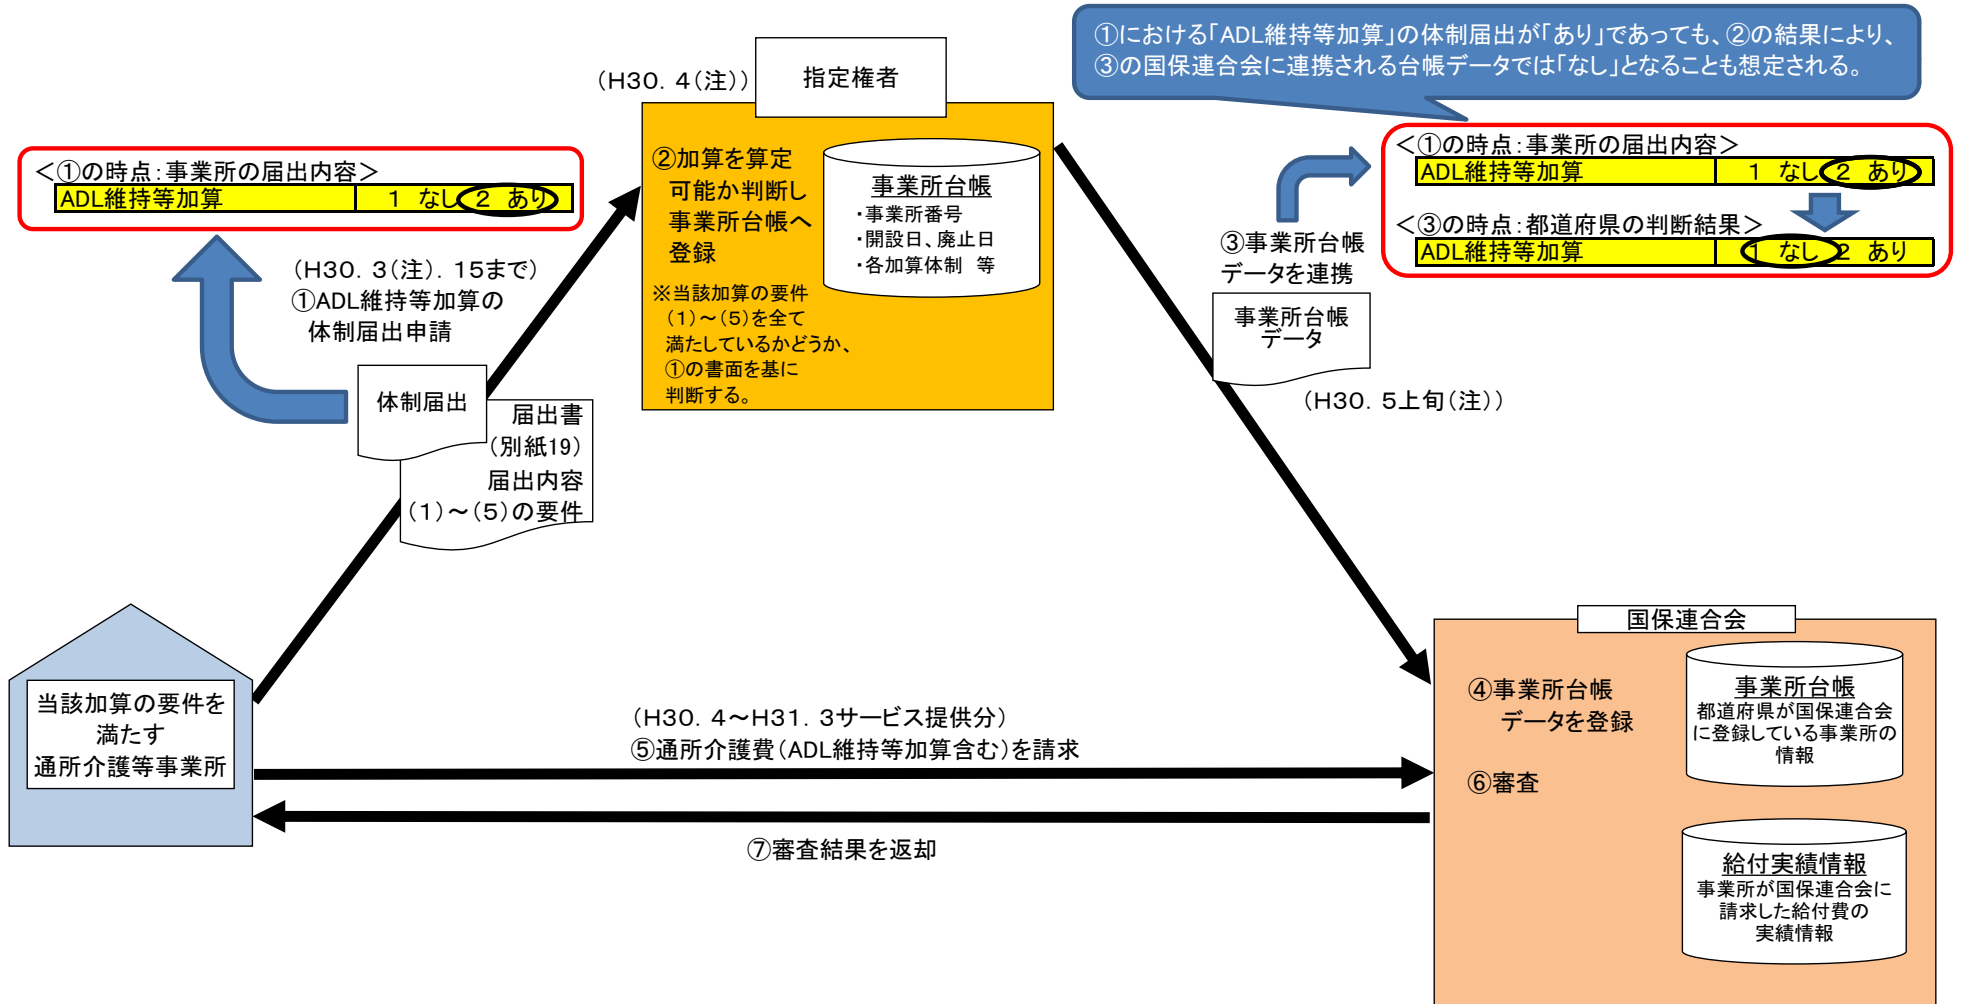 ①における「ADL維持等加算」の体制届出が「あり」であっても、②の結果により、
③の国保連合会に連携される台帳データでは「なし」となることも想定される。
(H30．4(注))
指定権者
②加算を算定
可能か判断し
事業所台帳へ
登録
※当該加算の要件
(1)～(5)を全て
満たしているかどうか、
①の書面を基に
判断する。
事業所台帳
・事業所番号
・開設日、廃止日
・各加算体制　等
＜①の時点：事業所の届出内容＞
ADL維持等加算　1　なし　2　あり
(H30．3(注)．15まで)
①ADL維持等加算の
体制届出申請
体制届出
届出書
(別紙19)
届出内容
(1)～(5)の要件
＜①の時点：事業所の届出内容＞
ADL維持等加算　1　なし　2　あり
＜③の時点：都道府県の判断結果＞
ADL維持等加算　1　なし　2　あり
③事業所台帳
データを連携
事業所台帳
データ
(H30．5上旬(注))
当該加算の要件を
満たす
通所介護等事業所
(H30．4～H31．3サービス提供分)
⑤通所介護費(ADL維持等加算含む)を請求
⑦審査結果を返却
国保連合会
④事業所台帳
データを登録
⑥審査
事業所台帳
都道府県が国保連合会
に登録している事業所の
情報
給付実績情報
事業所が国保連合会に
請求した給付費の
実績情報